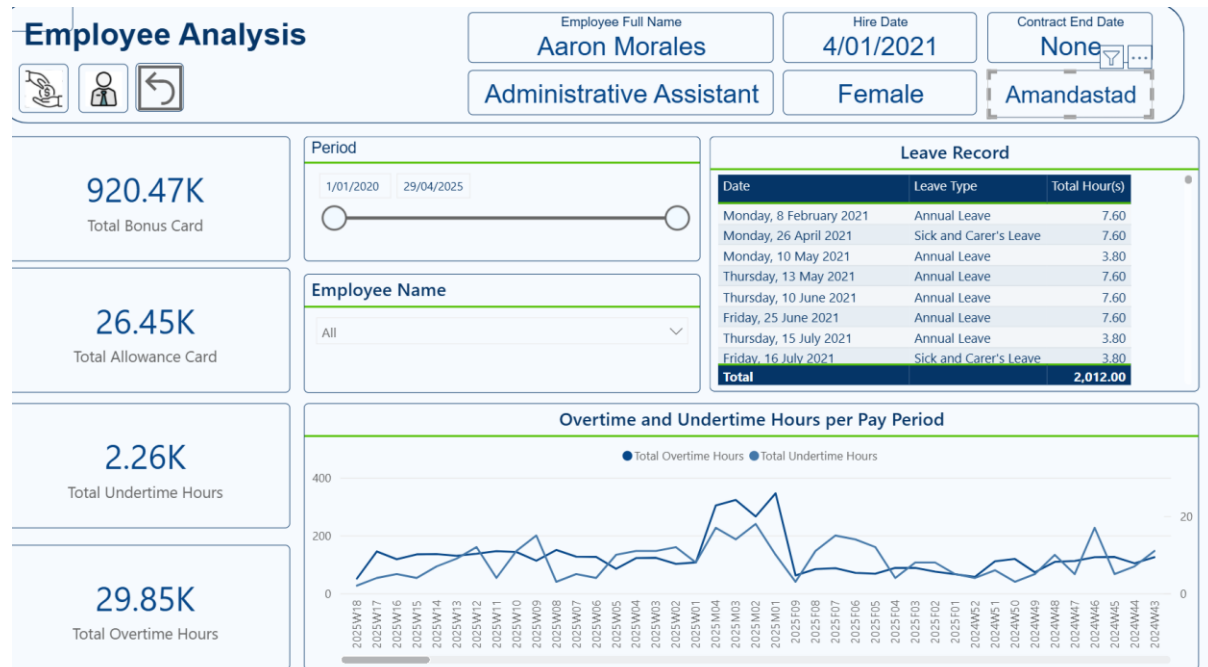 Employee Analysis
Employee Full Name
Aaron Morales
Hire Date
4/01/2021
Contract End Date
None
Administrative Assistant
Female
Amandastad
920.47K
Total Bonus Card
26.45K
Total Allowance Card
2.26K
Total Undertime Hours
29.85K
Total Overtime Hours
Period
1/01/2020 29/04/2025
Employee Name
All
Leave Record
Date Leave Type Total Hour(s)
Monday, 8 February 2021 Annual Leave 7.60
Monday, 26 April 2021 Sick and Carer's Leave 7.60
Monday, 10 May 2021 Annual Leave 3.80
Thursday, 13 May 2021 Annual Leave 7.60
Thursday, 10 June 2021 Annual Leave 7.60
Friday, 25 June 2021 Annual Leave 7.60
Thursday, 15 July 2021 Annual Leave 3.80
Friday, 16 July 2021 Sick and Carer's Leave 3.80
Total 2,012.00
Overtime and Undertime Hours per Pay Period
Total Overtime Hours Total Undertime Hours
400
200
0
20
0
2025W18
2025W17
2025W16
2025W15
2025W14
2025W13
2025W12
2025W11
2025W10
2025W09
2025W08
2025W07
2025W06
2025W05
2025W04
2025W03
2025W02
2025W01
2025M04
2025M03
2025M02
2025M01
2025F09
2025F08
2025F07
2025F06
2025F05
2025F04
2025F03
2025F02
2025F01
2024W52
2024W51
2024W50
2024W49
2024W48
2024W47
2024W46
2024W45
2024W44
2024W43